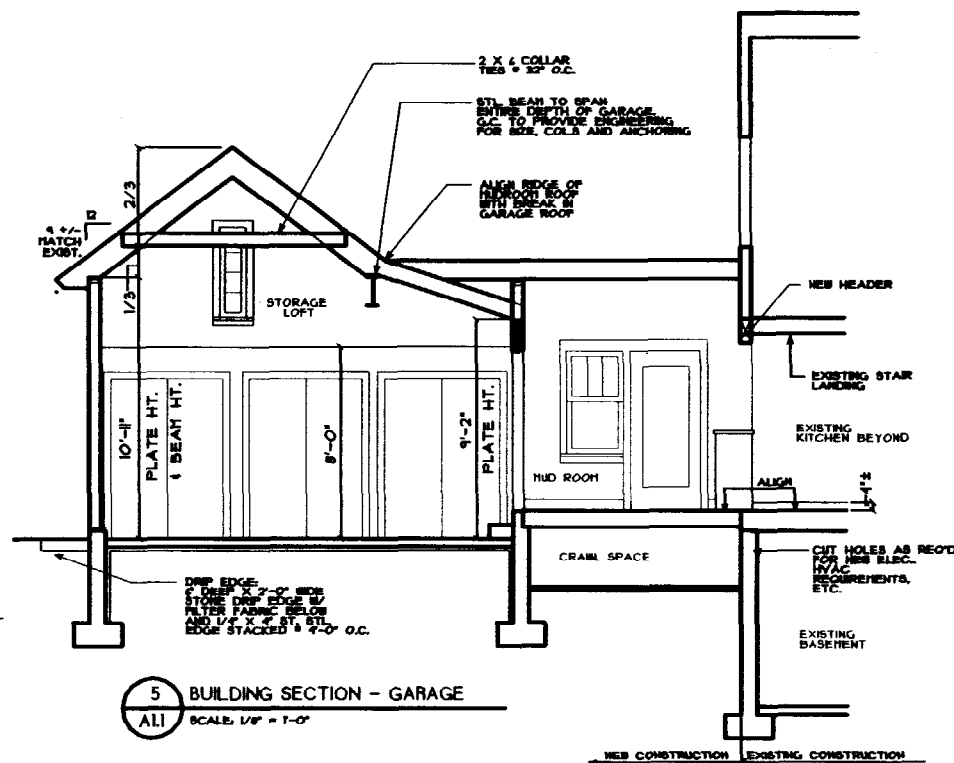 2 X 6 COLLAR
TIES @ 32" O.C.
STL. BEAM TO SPAN
ENTIRE DEPTH OF GARAGE.
G.C. TO PROVIDE ENGINEERING
FOR SIZE, COLS AND ANCHORING
ALIGN RIDGE OF
MUDROOM ROOF
WITH BREAK IN
GARAGE ROOF
2/3
12
9 +/-
MATCH
EXIST.
1/3
STORAGE
LOFT
NEW HEADER
EXISTING STAIR
LANDING
EXISTING
KITCHEN BEYOND
10'-11"
PLATE HT.
& BEAM HT.
8'-0"
9'-2"
PLATE HT.
MUD ROOM
ALIGN
4" ±
CRAWL SPACE
CUT HOLES AS REQ'D
FOR NEW ELEC.,
HVAC
REQUIREMENTS,
ETC.
DRIP EDGE:
6" DEEP X 2'-0" WIDE
STONE DRIP EDGE W/
FILTER FABRIC BELOW
AND 1/4" X 4" ST. STL.
EDGE STACKED @ 4'-0" O.C.
EXISTING
BASEMENT
5 BUILDING SECTION - GARAGE
A1.1 SCALE: 1/8" = 1'-0"
NEW CONSTRUCTION EXISTING CONSTRUCTION